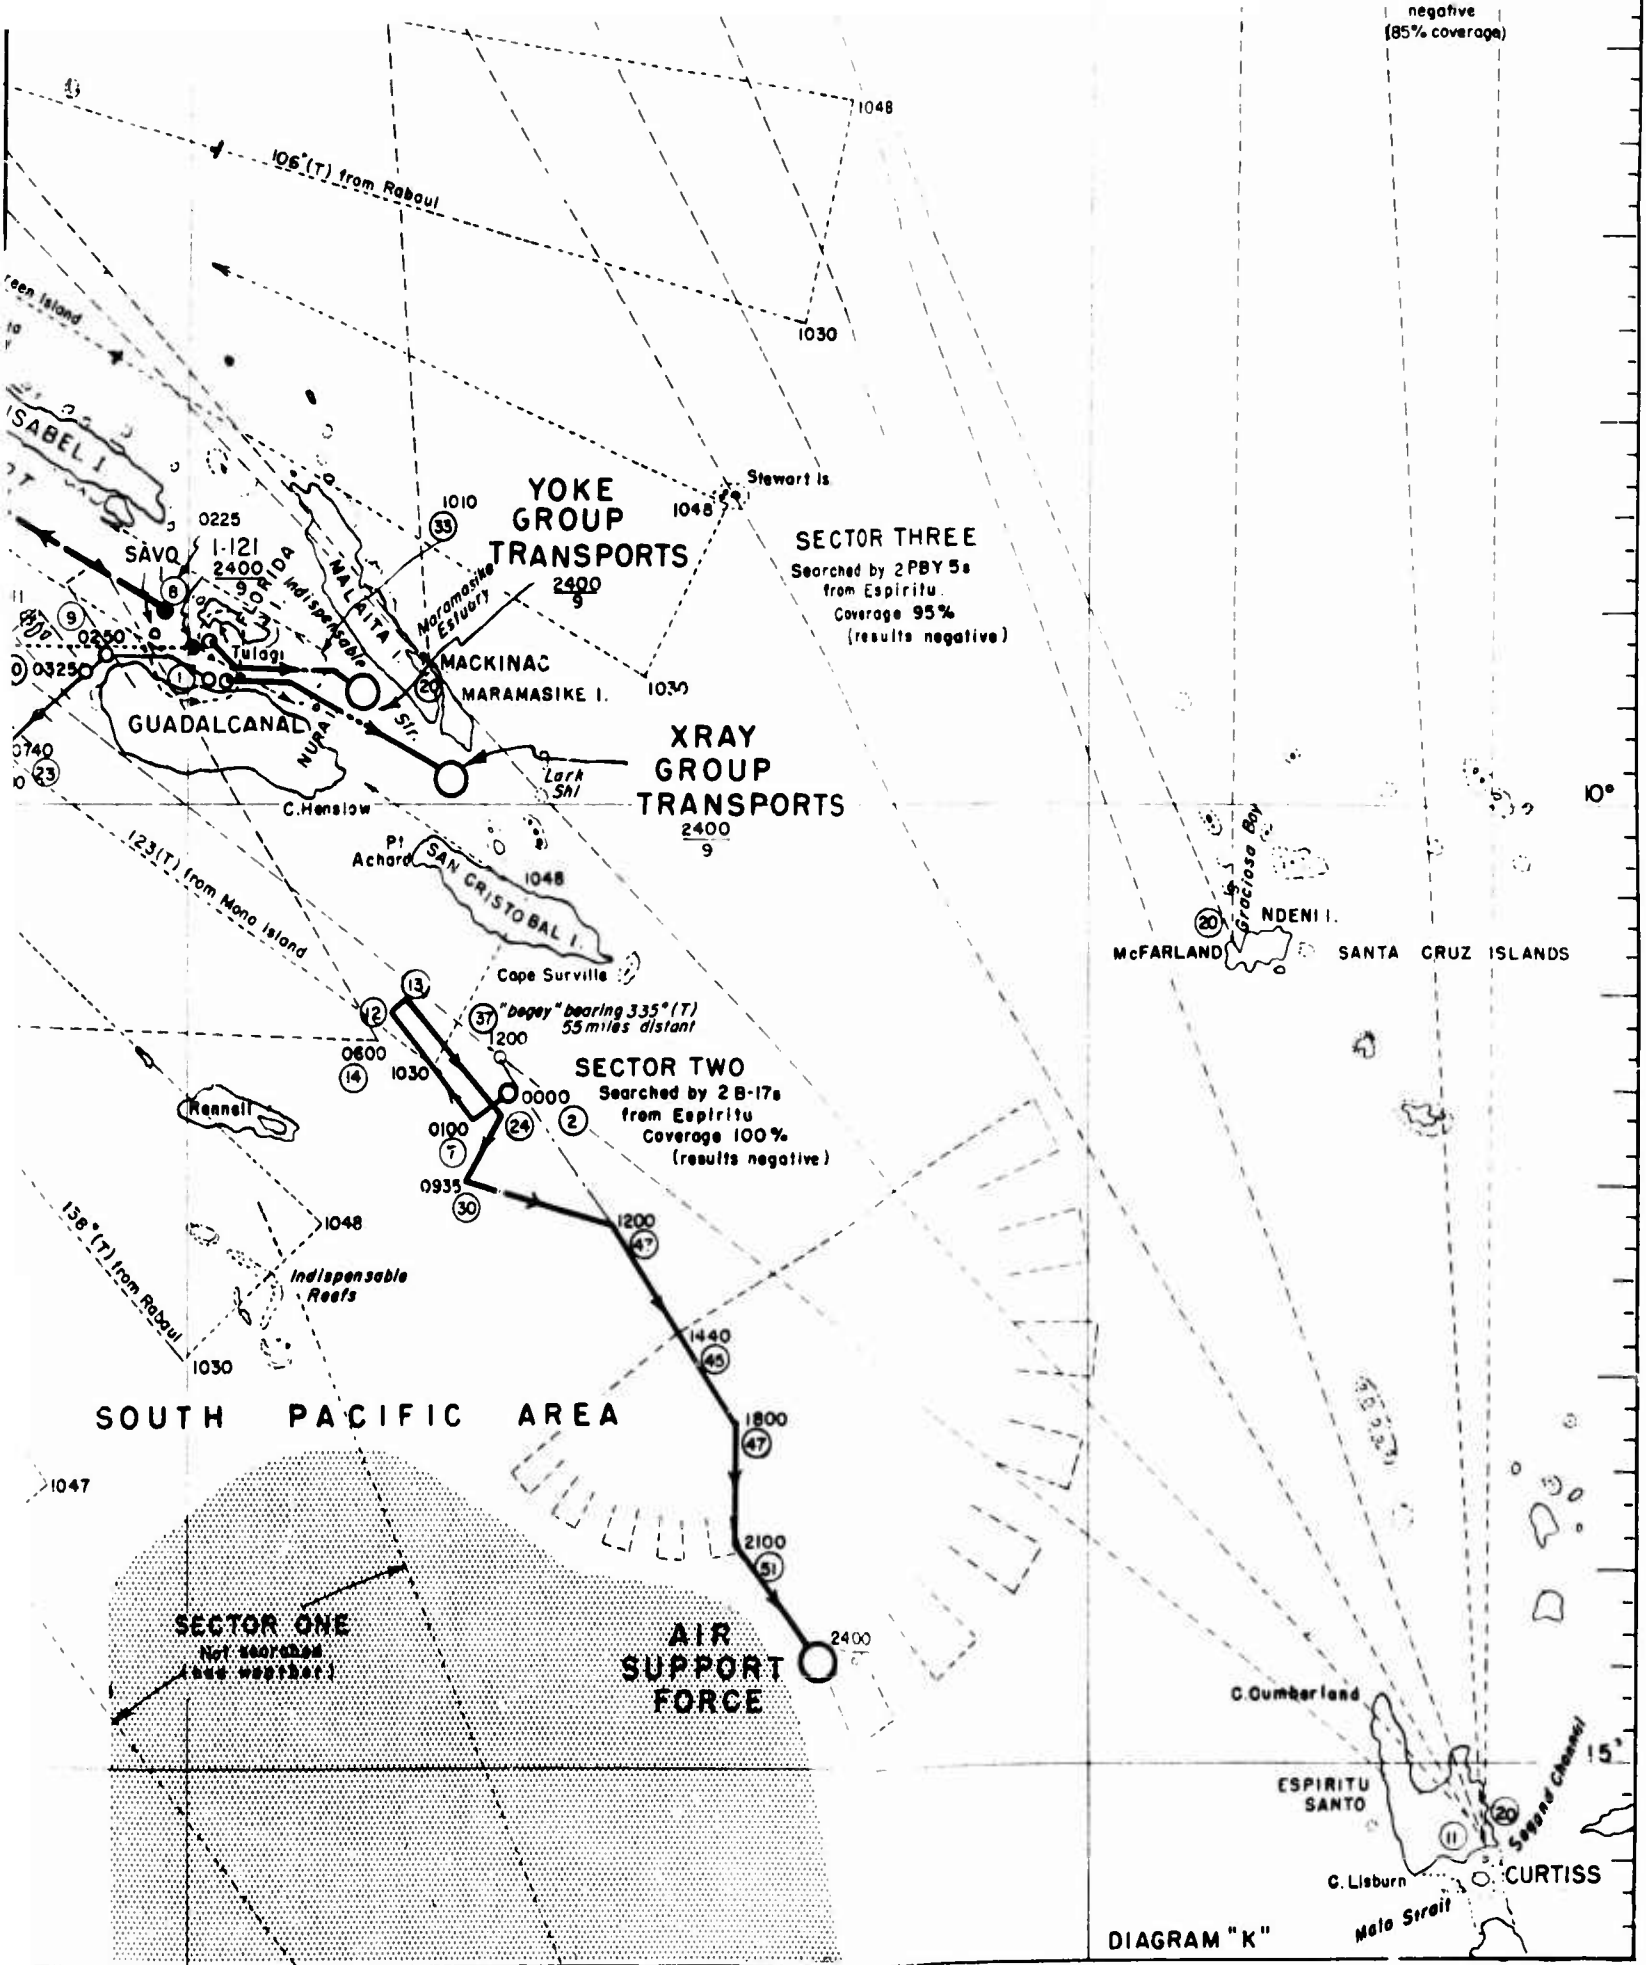 negative
(85% coverage)
1048
106°(T) from Rabaul
1030
reen Island
ISABEL I.
Stewart Is.
1048
1010
33
YOKE
GROUP
TRANSPORTS
2400
9
SECTOR THREE
Searched by 2 PBY 5s
from Espiritu.
Coverage 95%
(results negative)
0225
I-121
2400
9
SAVO
8
FLORIDA
Indispensable
Str.
MALAITA I.
Maramasike
Estuary
9
0250
0325
Tulagi
1
MACKINAC
20
MARAMASIKE I.
1030
GUADALCANAL
NURA
0740
23
XRAY
GROUP
TRANSPORTS
2400
9
Lark
Shl
C.Henslow
10°
123(T) from Mono Island
Pt
Achard
SAN CRISTOBAL I.
1048
Graciosa Bay
20
NDENI I.
McFARLAND
SANTA CRUZ ISLANDS
Cape Surville
13
12
37
"bogey" bearing 335°(T)
55 miles distant
1200
0600
14
1030
SECTOR TWO
Searched by 2 B-17s
from Espiritu
Coverage 100%
(results negative)
0000
2
24
Rennell
0100
7
0935
30
1200
47
138°(T) from Rabaul
1048
Indispensable
Reefs
1030
1440
45
SOUTH PACIFIC AREA
1800
47
1047
2100
51
SECTOR ONE
Not searched
(bad weather)
AIR
SUPPORT
FORCE
2400
C.Cumberland
15°
ESPIRITU
SANTO
20
11
Segond Channel
C.Lisburn
CURTISS
Malo Strait
DIAGRAM "K"